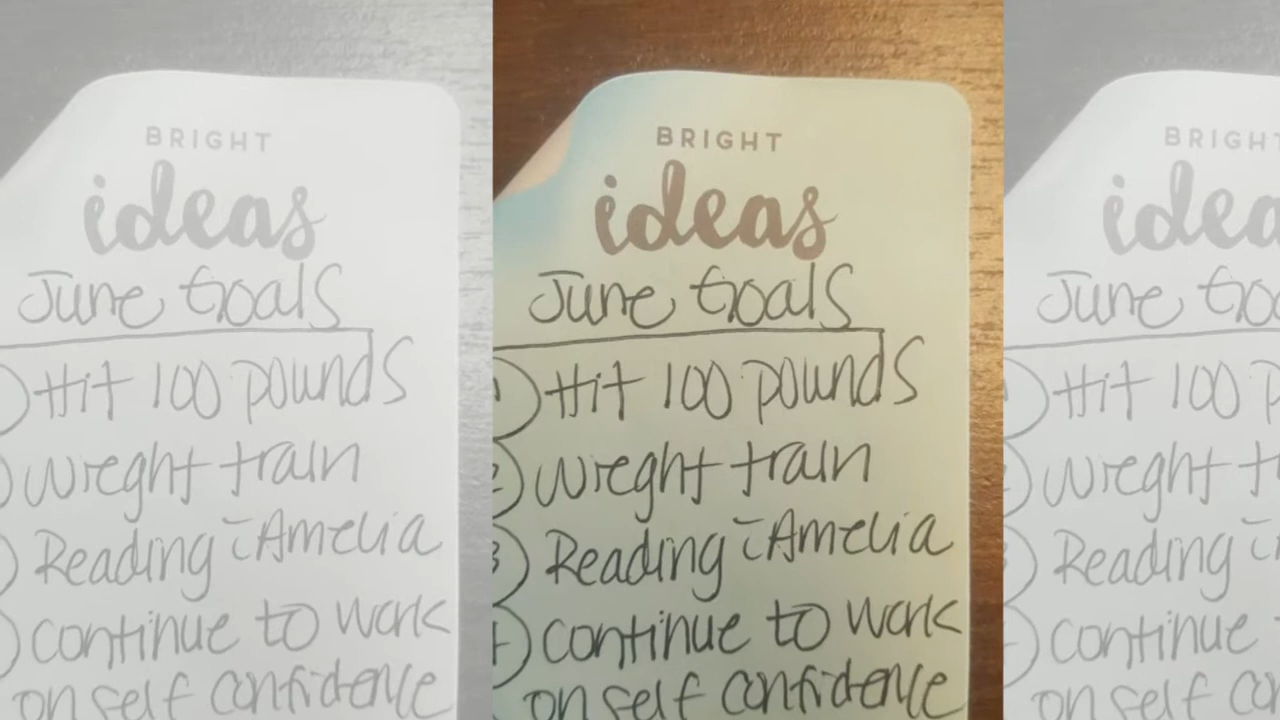 BRIGHT
ideas
June Goals
1) Hit 100 pounds
2) Wieght train
3) Reading c̄ Amelia
4) Continue to work
on self confidence